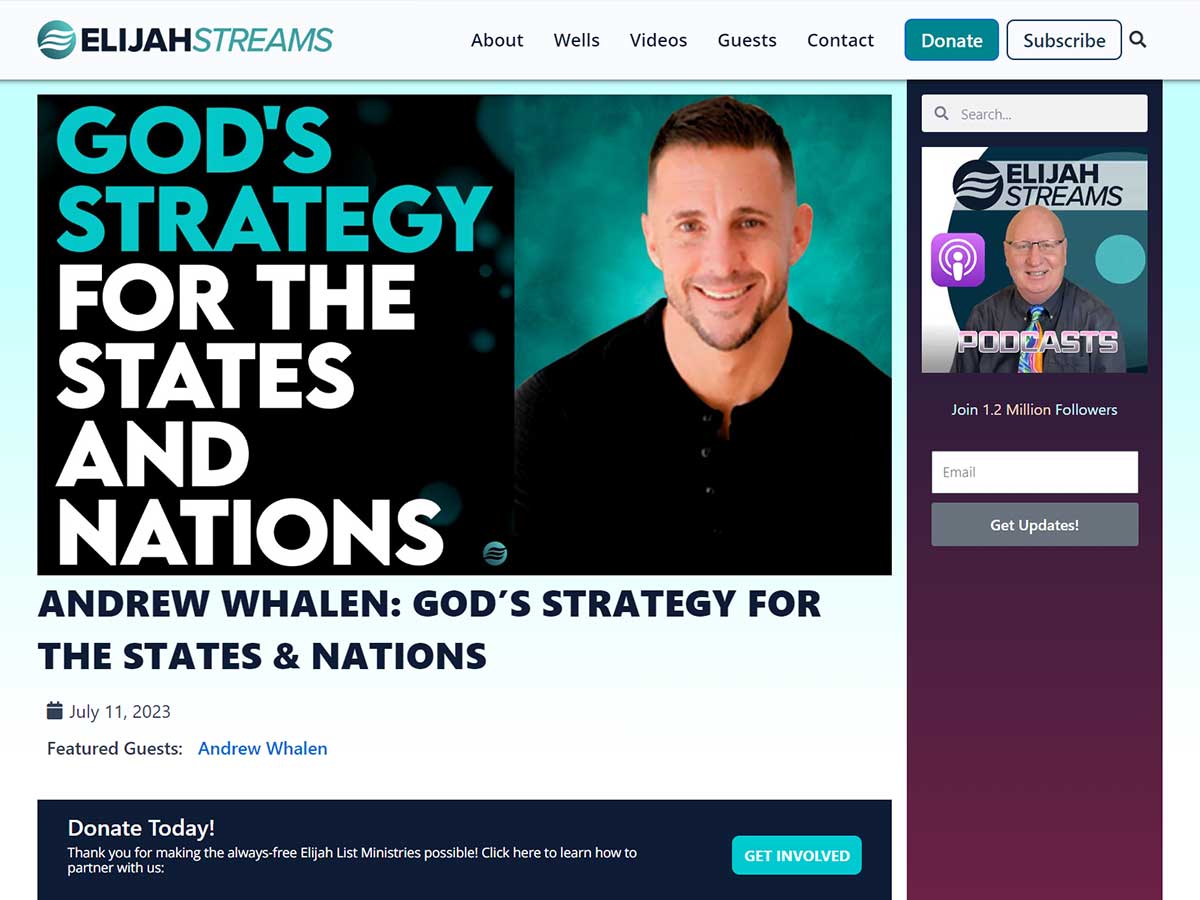 ELIJAHSTREAMS
About Wells Videos Guests Contact Donate Subscribe
GOD'S
STRATEGY
FOR THE
STATES
AND
NATIONS
ANDREW WHALEN: GOD´S STRATEGY FOR
THE STATES & NATIONS
July 11, 2023
Featured Guests: Andrew Whalen
Donate Today!
Thank you for making the always-free Elijah List Ministries possible! Click here to learn how to
partner with us:
GET INVOLVED
Search...
ELIJAH
STREAMS
PODCASTS
Join 1.2 Million Followers
Email
Get Updates!